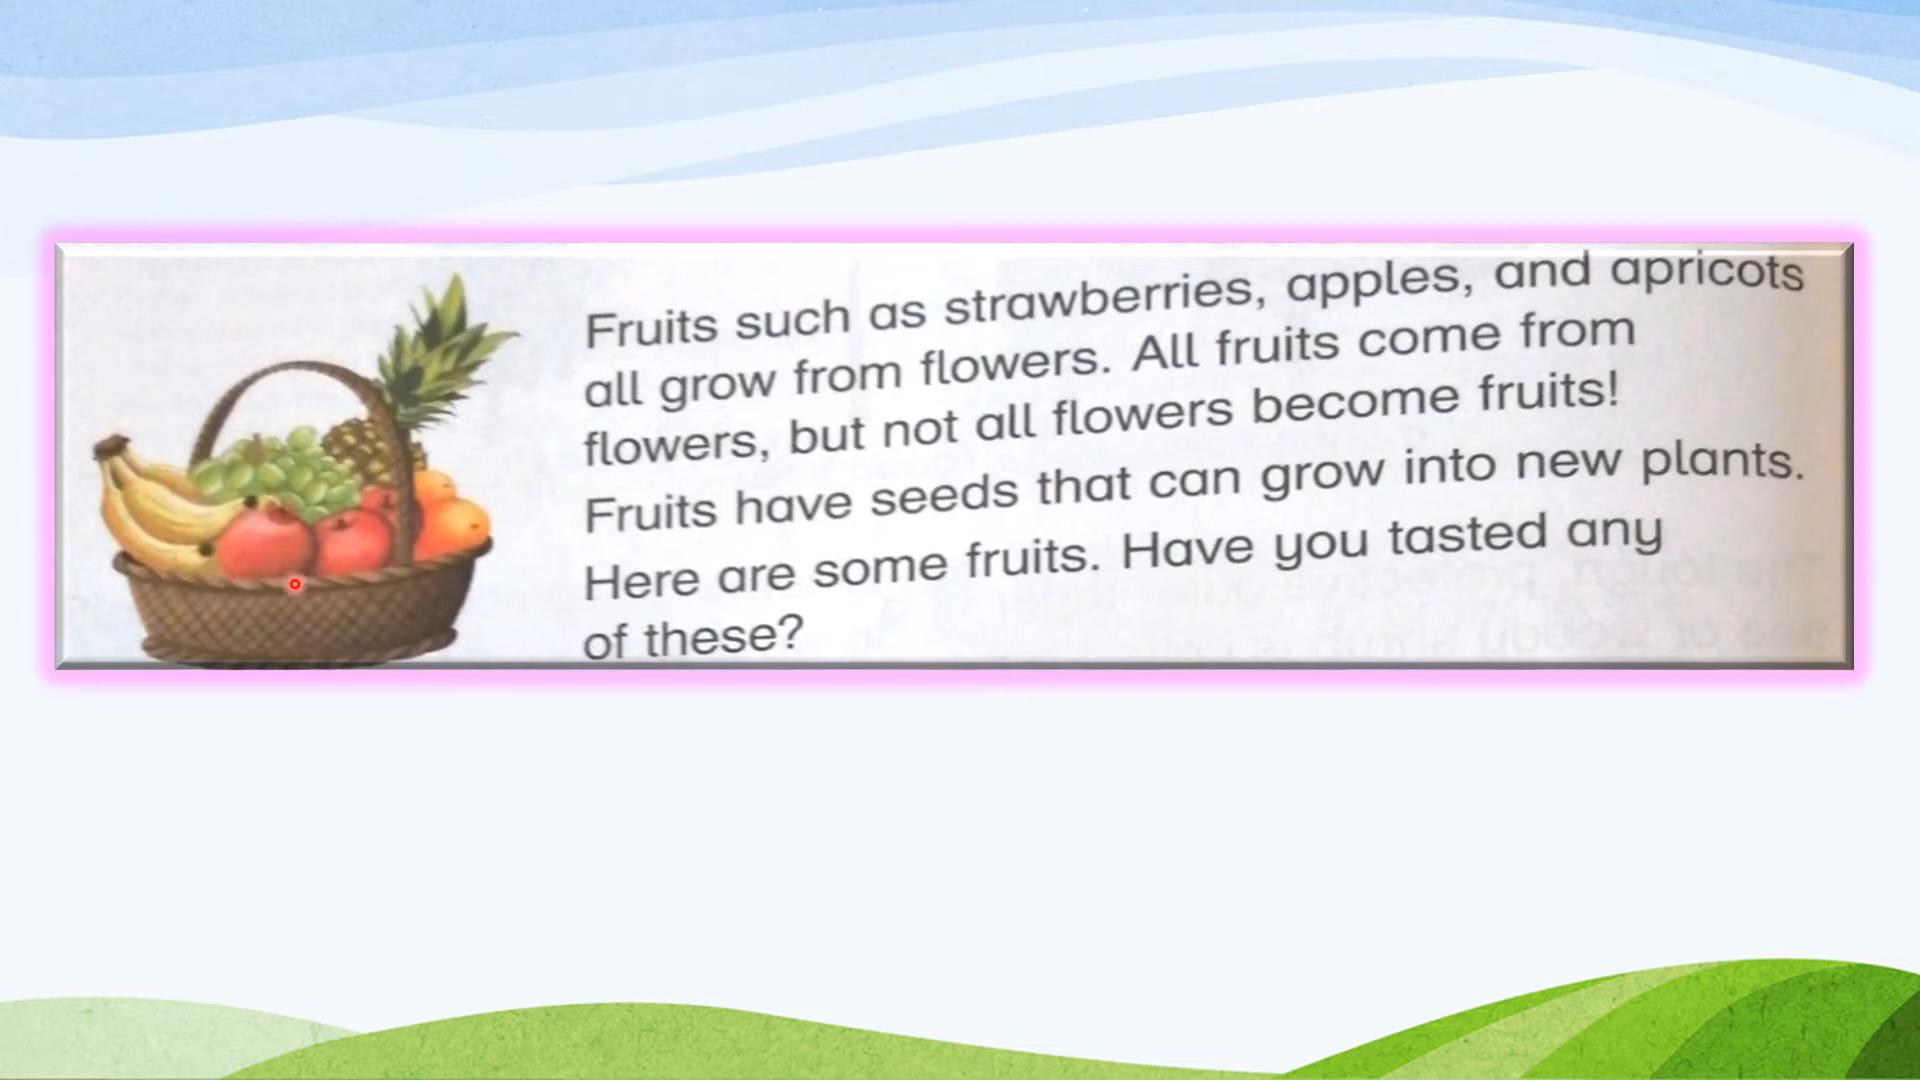 Fruits such as strawberries, apples, and apricots
all grow from flowers. All fruits come from
flowers, but not all flowers become fruits!
Fruits have seeds that can grow into new plants.
Here are some fruits. Have you tasted any
of these?